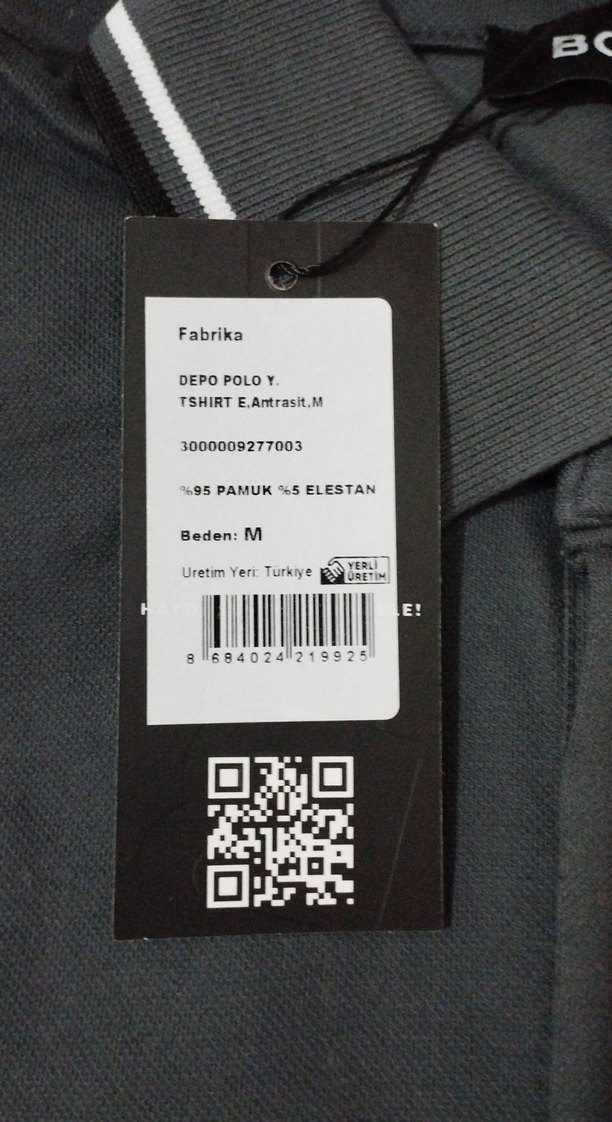 BO
Fabrika
DEPO POLO Y.
TSHIRT E,Antrasit,M
3000009277003
%95 PAMUK %5 ELESTAN
Beden: M
Üretim Yeri: Türkiye
YERLİ
ÜRETİM
8 684024 219925